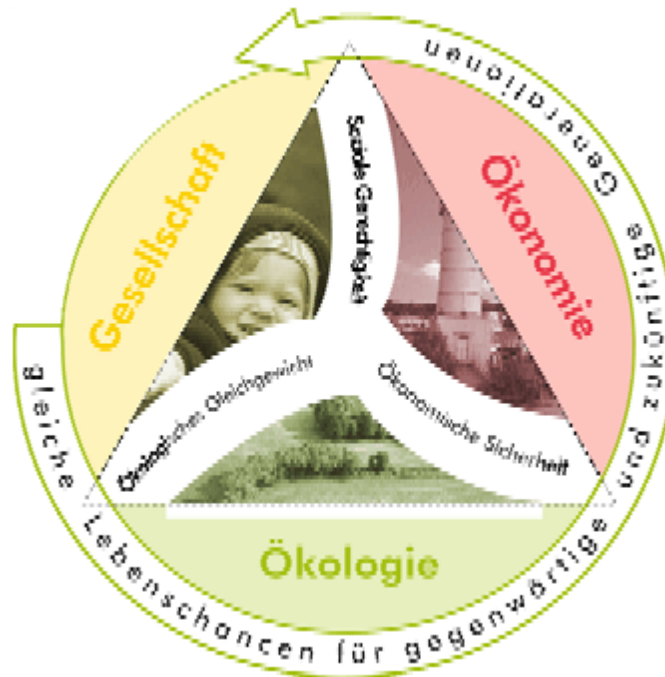 Gesellschaft
Ökonomie
Soziale Gerechtigkeit
Ökologisches Gleichgewicht
Ökonomische Sicherheit
Ökologie
gleiche Lebenschancen für gegenwärtige und zukünftige Generationen